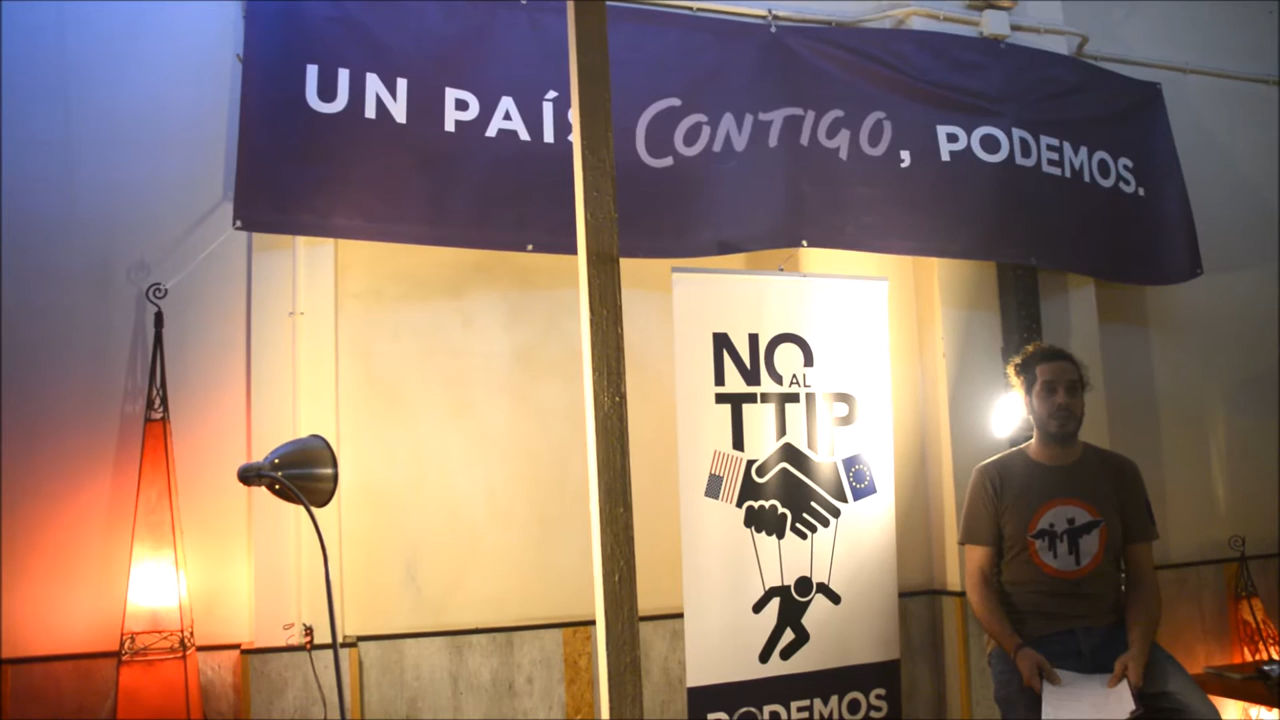 UN PAÍS CONTIGO, PODEMOS.
NO
AL
TTIP
PODEMOS